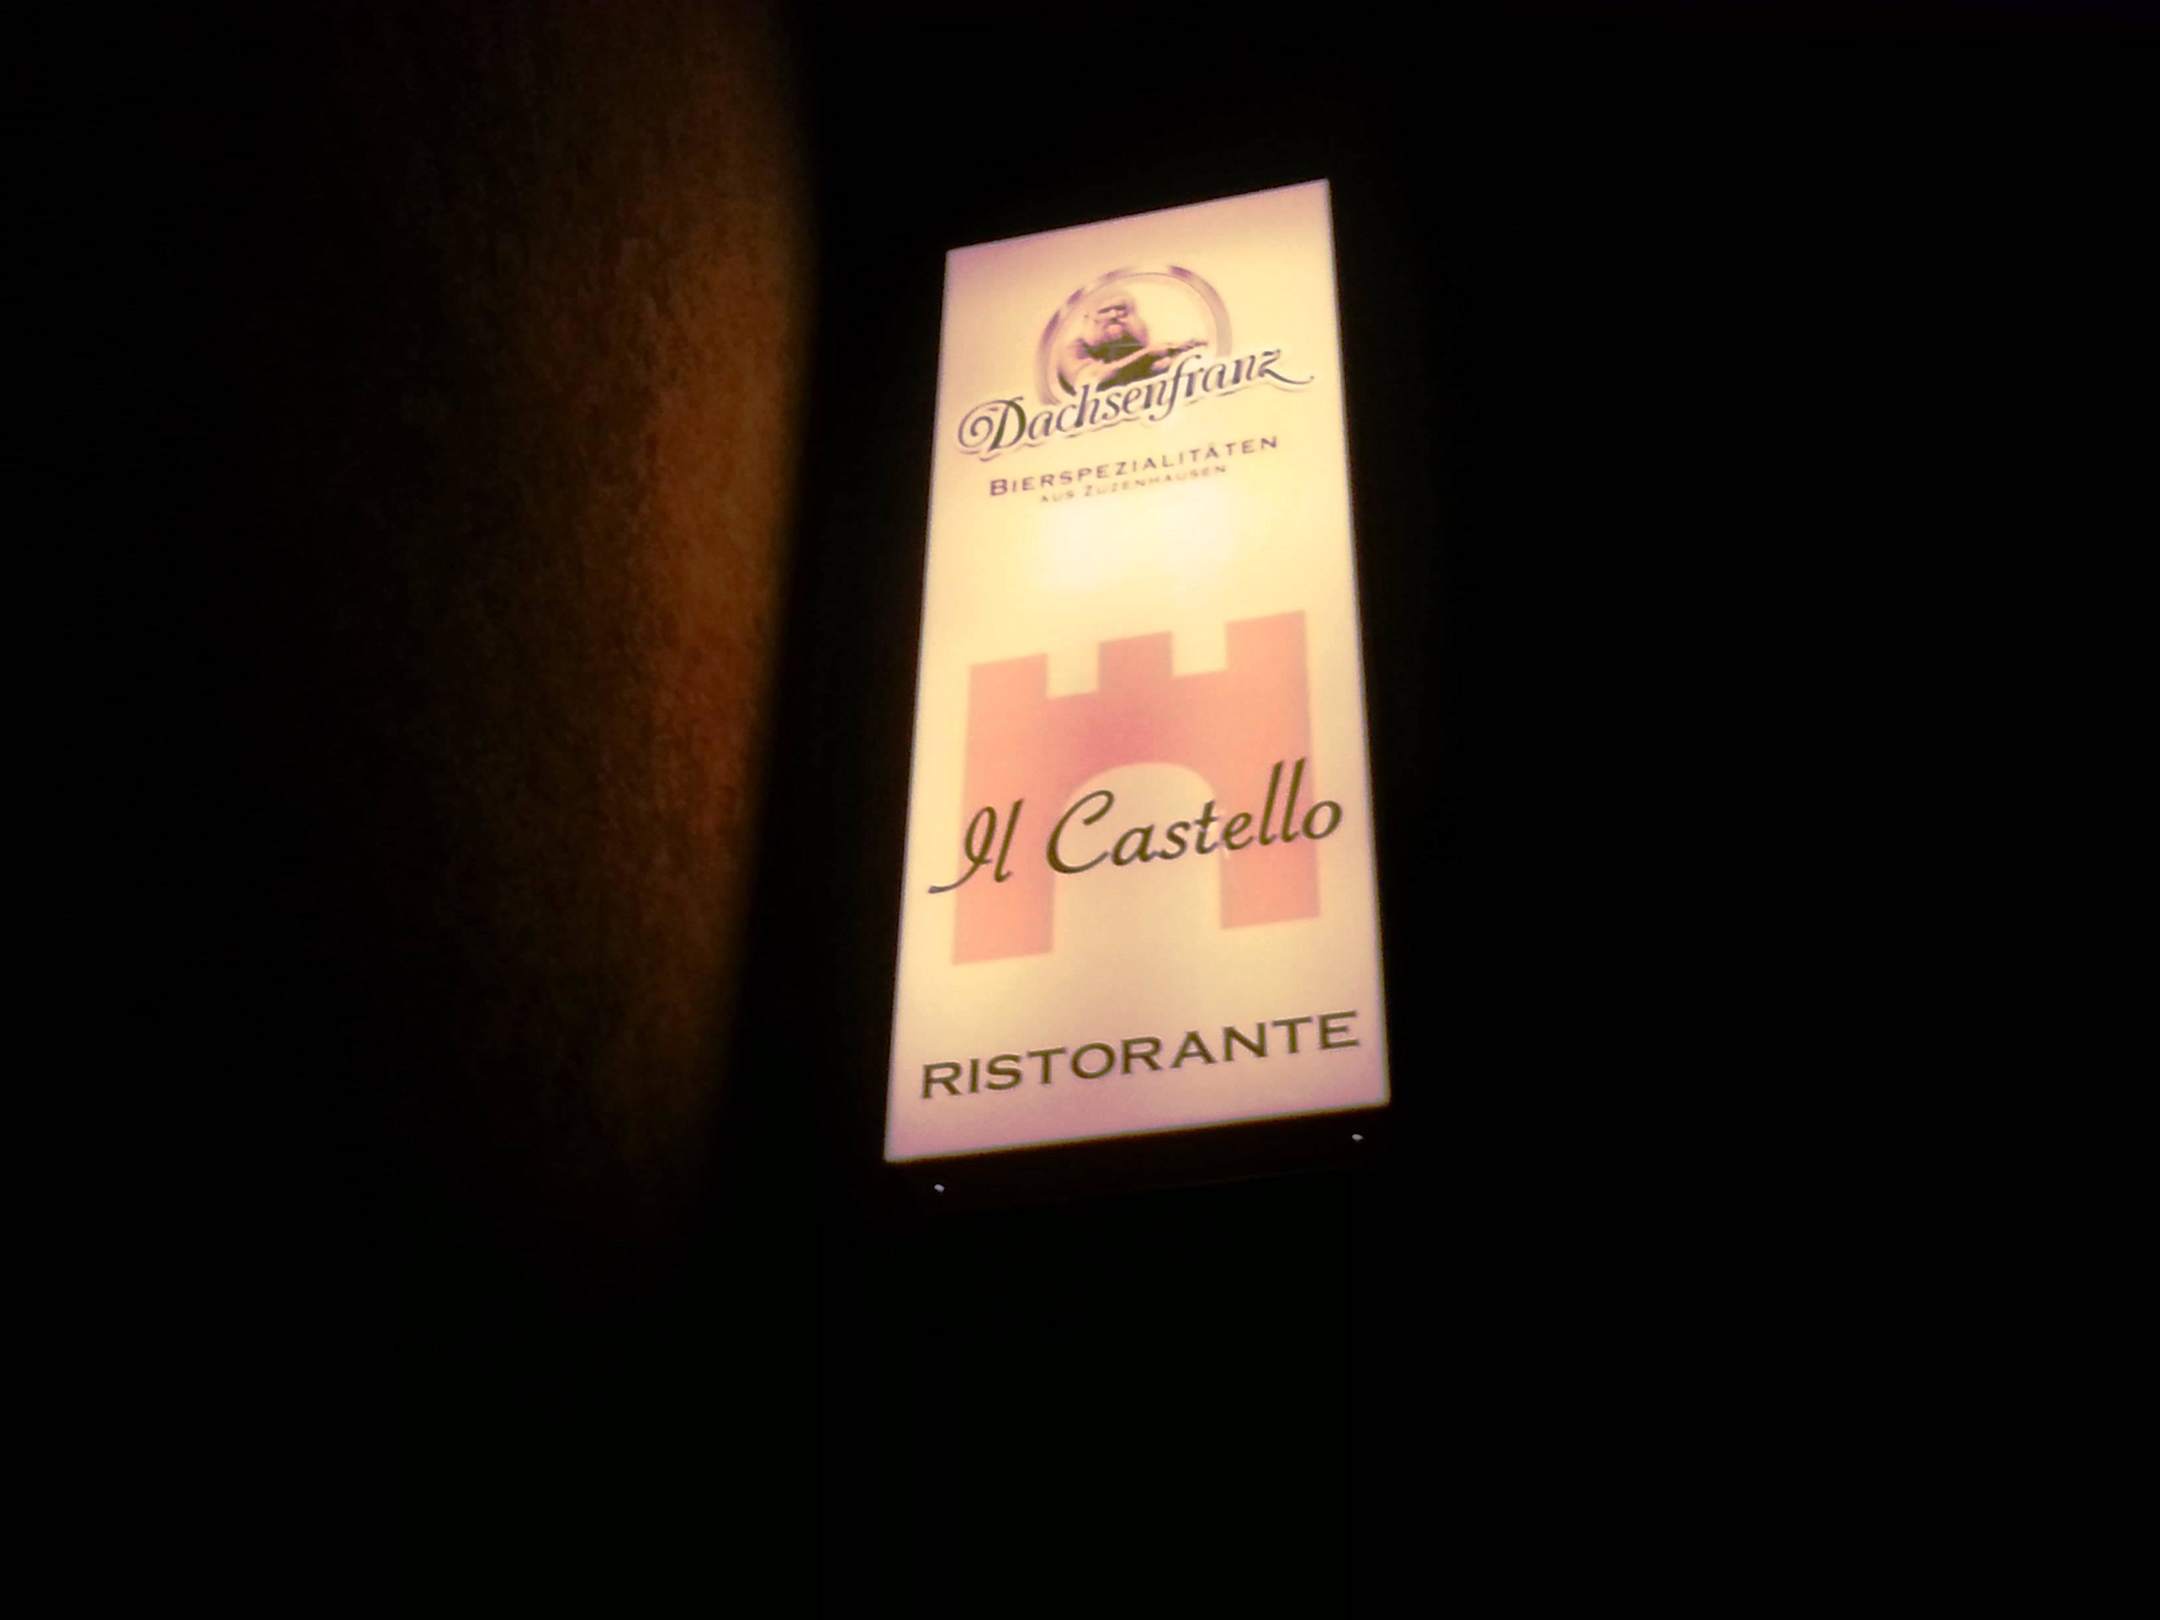 Dachsenfranz
BIERSPEZIALITÄTEN
AUS ZUZENHAUSEN
Il Castello
RISTORANTE